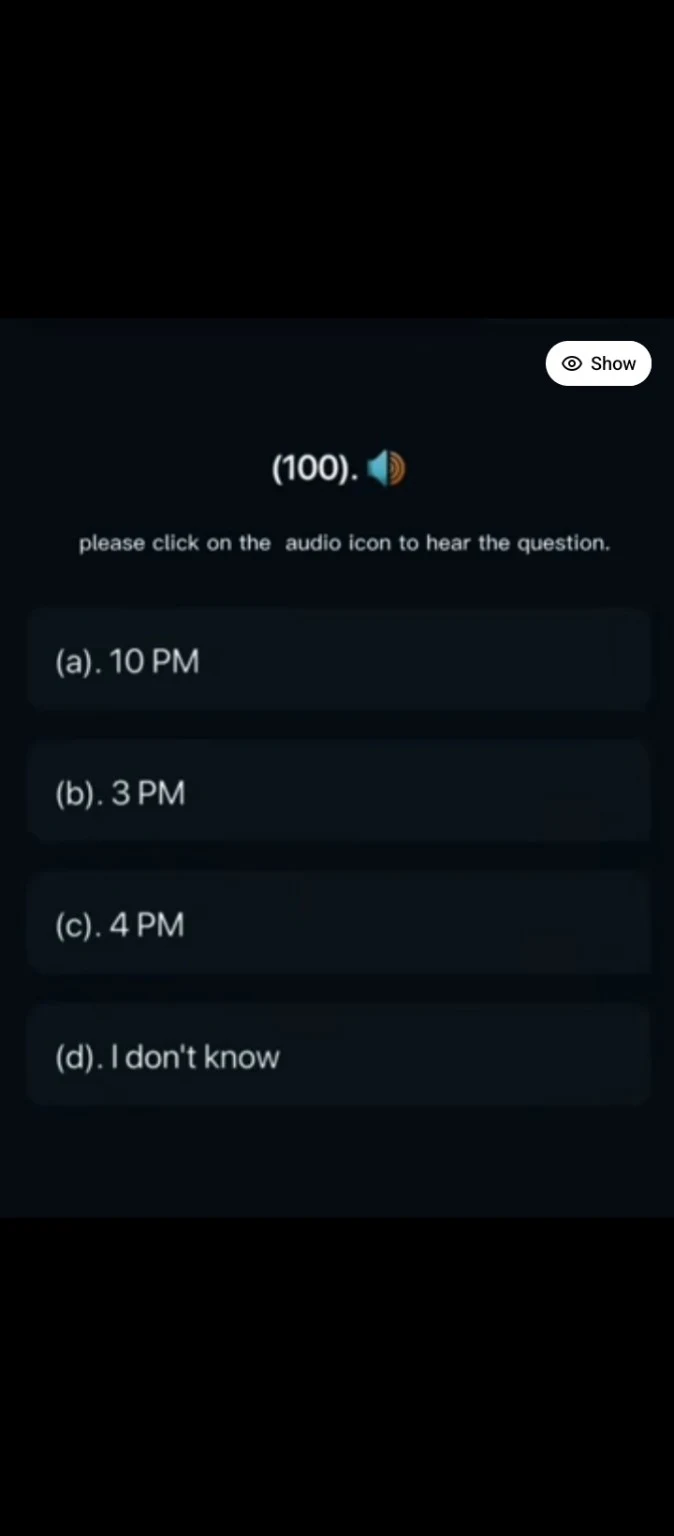 Show
(100). 🔊
please click on the audio icon to hear the question.
(a). 10 PM
(b). 3 PM
(c). 4 PM
(d). I don't know